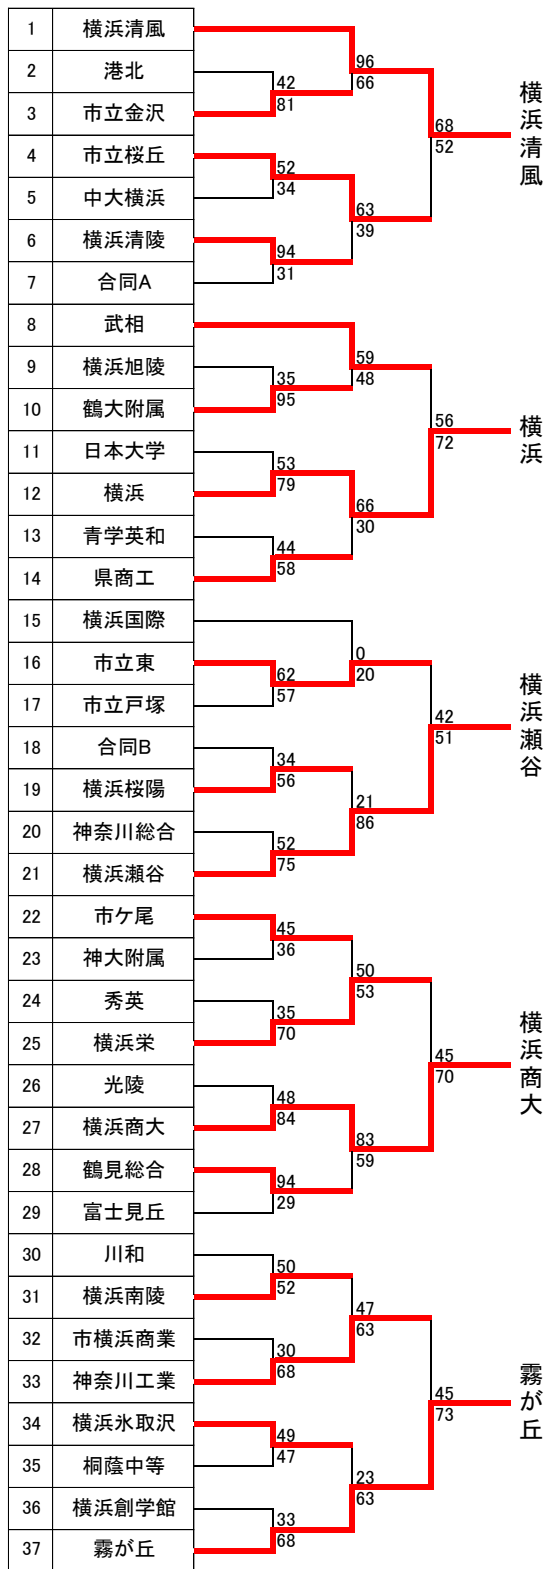 1 横浜清風
2 港北
3 市立金沢
4 市立桜丘
5 中大横浜
6 横浜清陵
7 合同A
8 武相
9 横浜旭陵
10 鶴大附属
11 日本大学
12 横浜
13 青学英和
14 県商工
15 横浜国際
16 市立東
17 市立戸塚
18 合同B
19 横浜桜陽
20 神奈川総合
21 横浜瀬谷
22 市ケ尾
23 神大附属
24 秀英
25 横浜栄
26 光陵
27 横浜商大
28 鶴見総合
29 富士見丘
30 川和
31 横浜南陵
32 市横浜商業
33 神奈川工業
34 横浜氷取沢
35 桐蔭中等
36 横浜創学館
37 霧が丘
42
81
52
34
94
31
35
95
53
79
44
58
62
57
34
56
52
75
45
36
35
70
48
84
94
29
50
52
30
68
49
47
33
68
96
66
63
39
59
48
66
30
0
20
21
86
50
53
83
59
47
63
23
63
68
52
56
72
42
51
45
70
45
73
横浜清風
横浜
横浜瀬谷
横浜商大
霧が丘